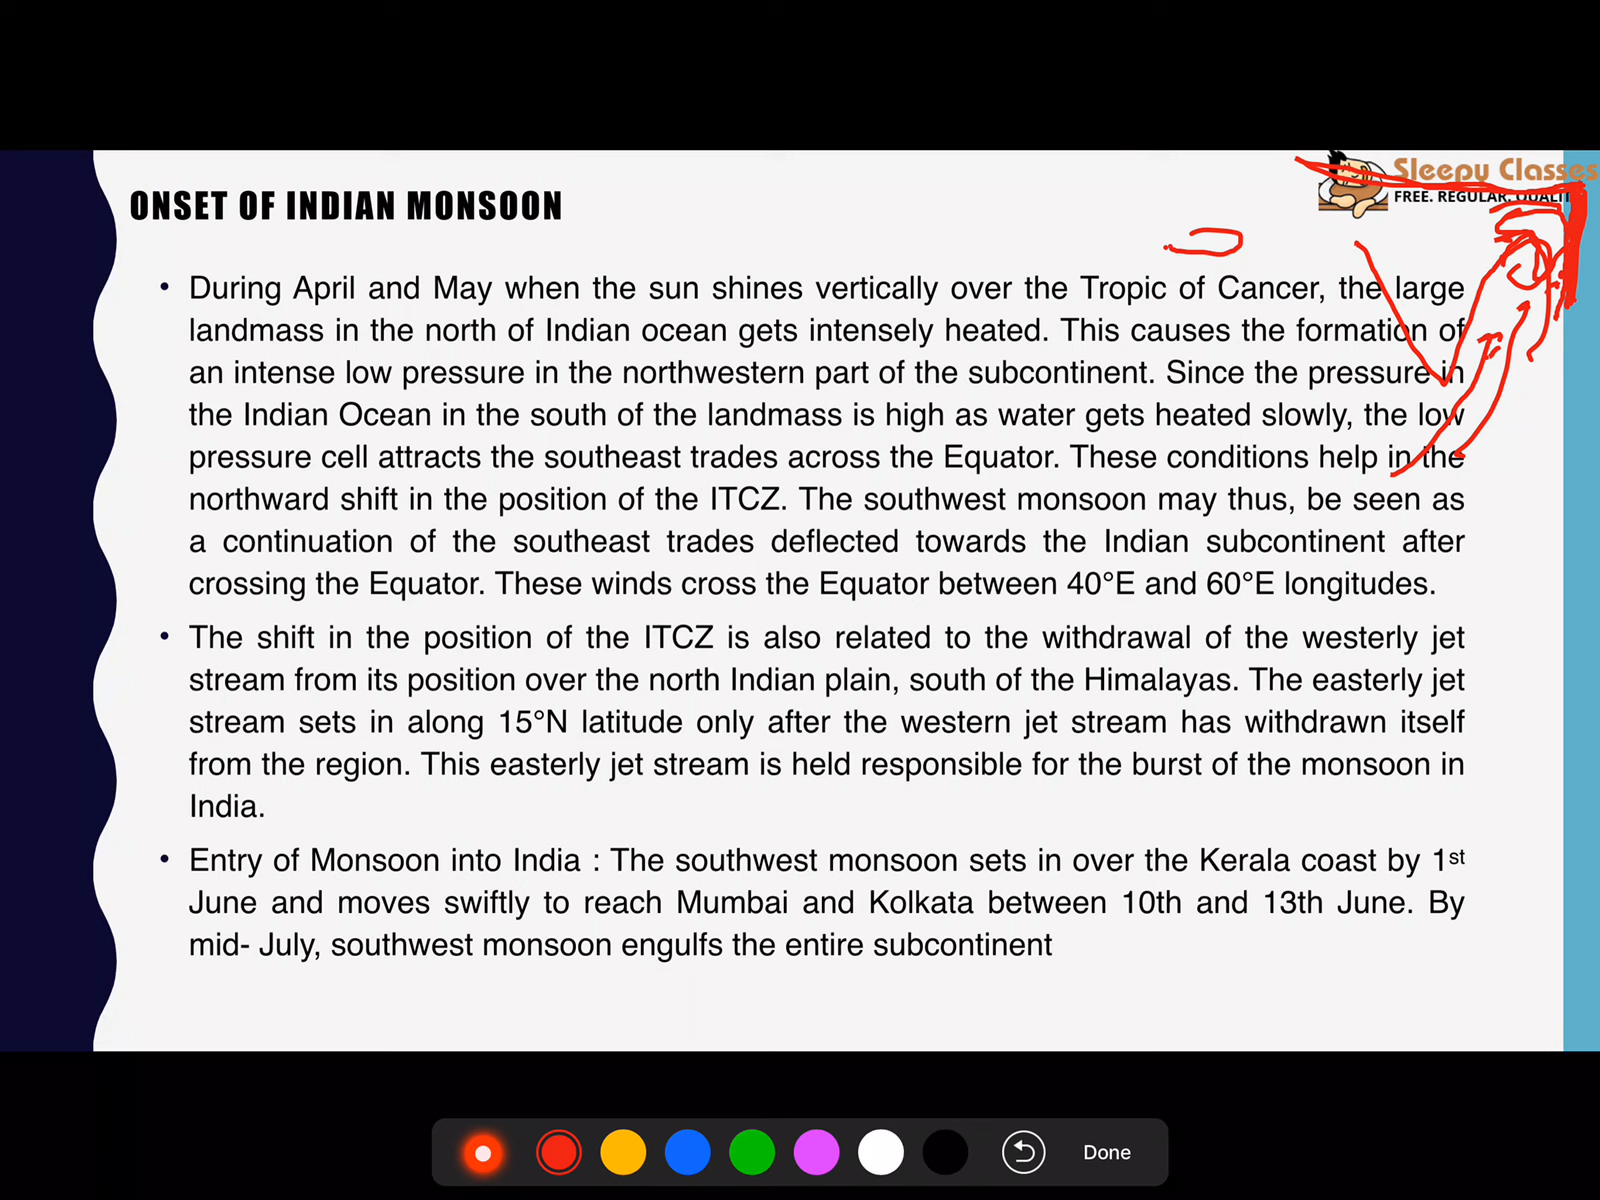 Sleepy Classes
FREE. REGULAR. QUALIT
ONSET OF INDIAN MONSOON
• During April and May when the sun shines vertically over the Tropic of Cancer, the large
landmass in the north of Indian ocean gets intensely heated. This causes the formation of
an intense low pressure in the northwestern part of the subcontinent. Since the pressure in
the Indian Ocean in the south of the landmass is high as water gets heated slowly, the low
pressure cell attracts the southeast trades across the Equator. These conditions help in the
northward shift in the position of the ITCZ. The southwest monsoon may thus, be seen as
a continuation of the southeast trades deflected towards the Indian subcontinent after
crossing the Equator. These winds cross the Equator between 40°E and 60°E longitudes.
• The shift in the position of the ITCZ is also related to the withdrawal of the westerly jet
stream from its position over the north Indian plain, south of the Himalayas. The easterly jet
stream sets in along 15°N latitude only after the western jet stream has withdrawn itself
from the region. This easterly jet stream is held responsible for the burst of the monsoon in
India.
• Entry of Monsoon into India : The southwest monsoon sets in over the Kerala coast by 1st
June and moves swiftly to reach Mumbai and Kolkata between 10th and 13th June. By
mid- July, southwest monsoon engulfs the entire subcontinent
Done